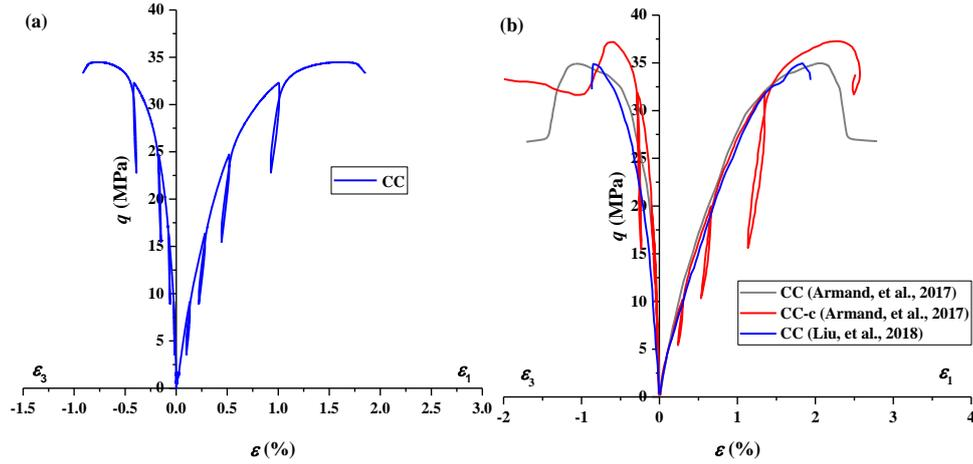 (a)
40
35
30
25
20
15
10
5
0
q (MPa)
CC
ε3
ε1
-1.5
-1.0
-0.5
0.0
0.5
1.0
1.5
2.0
2.5
3.0
ε (%)
(b)
40
35
30
25
20
15
10
5
0
q (MPa)
CC (Armand, et al., 2017)
CC-c (Armand, et al., 2017)
CC (Liu, et al., 2018)
ε3
ε1
-2
-1
0
1
2
3
4
ε (%)